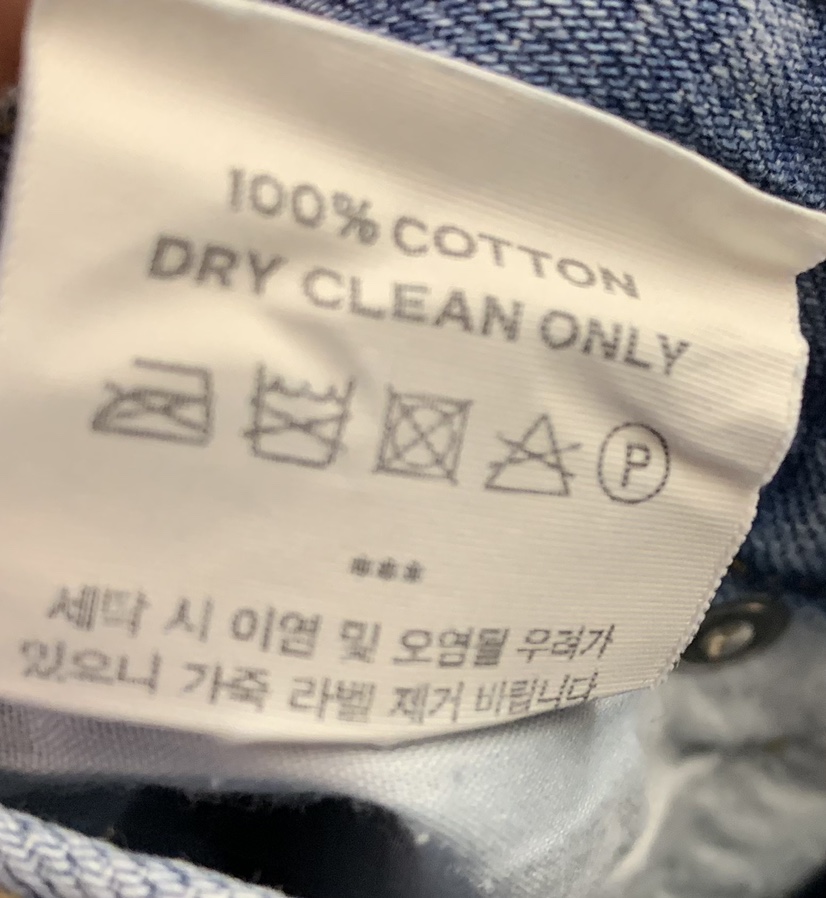 100% COTTON
DRY CLEAN ONLY
P
***
세탁 시 이염 및 오염될 우려가
있으니 가죽 라벨 제거 바랍니다